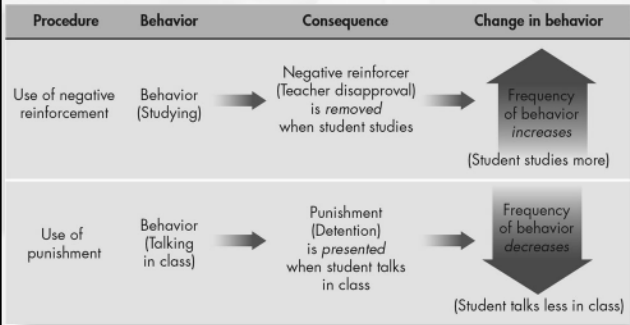 Procedure Behavior Consequence Change in behavior
Use of negative
reinforcement
Behavior
(Studying)
Negative reinforcer
(Teacher disapproval)
is removed
when student studies
Frequency
of behavior
increases
(Student studies more)
Use of
punishment
Behavior
(Talking
in class)
Punishment
(Detention)
is presented
when student talks
in class
Frequency
of behavior
decreases
(Student talks less in class)